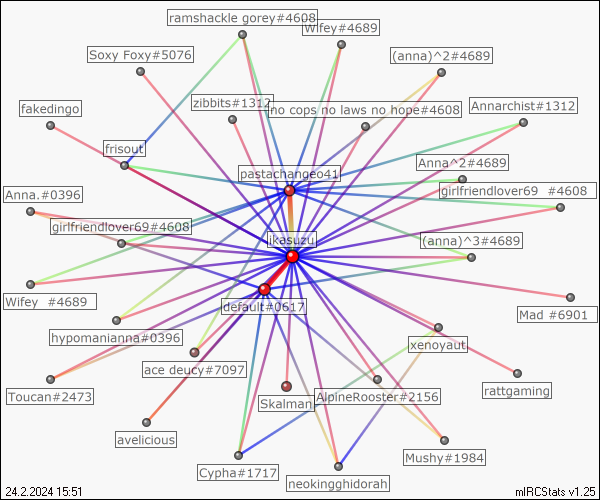 ramshackle gorey#4608
Wifey#4689
Soxy Foxy#5076
(anna)^2#4689
zibbits#1312
no cops no laws no hope#4608
Annarchist#1312
fakedingo
frisout
Anna^2#4689
pastachangeo41
girlfriendlover69 #4608
Anna.#0396
girlfriendlover69#4608
ikasuzu
(anna)^3#4689
Wifey #4689
default#0617
Mad #6901
hypomanianna#0396
xenoyaut
ace deucy#7097
rattgaming
Toucan#2473
Skalman
AlpineRooster#2156
avelicious
Mushy#1984
Cypha#1717
neokingghidorah
24.2.2024 15:51
mIRCStats v1.25